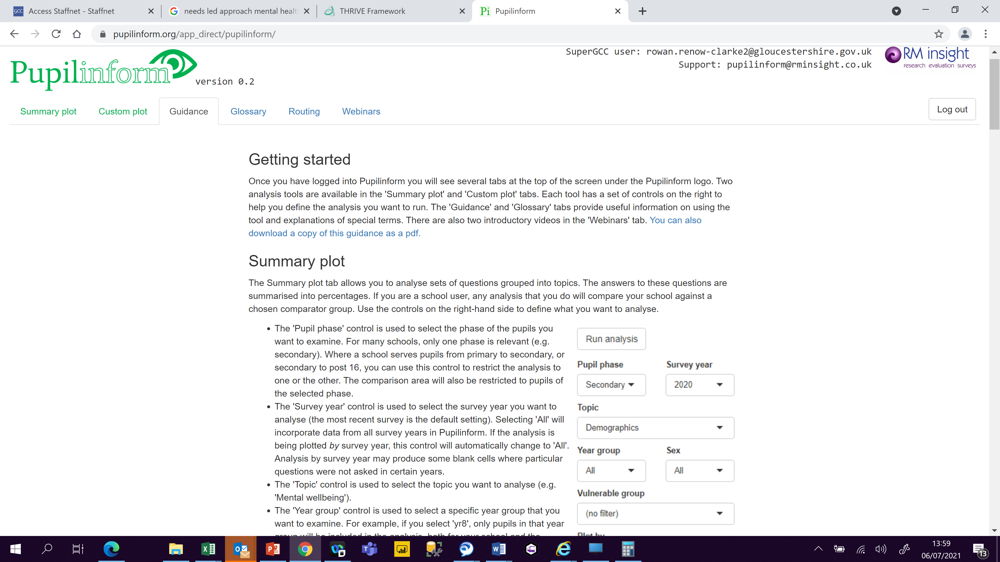 GCC Access Staffnet - Staffnet
needs led approach mental healt
THRIVE Framework
Pi Pupilinform
pupilinform.org/app_direct/pupilinform/
Pupilinform version 0.2
SuperGCC user: rowan.renow-clarke2@gloucestershire.gov.uk
Support: pupilinform@rminsight.co.uk
RM insight
research evaluation surveys
Summary plot Custom plot Guidance Glossary Routing Webinars Log out
Getting started
Once you have logged into Pupilinform you will see several tabs at the top of the screen under the Pupilinform logo. Two
analysis tools are available in the 'Summary plot' and 'Custom plot' tabs. Each tool has a set of controls on the right to
help you define the analysis you want to run. The 'Guidance' and 'Glossary' tabs provide useful information on using the
tool and explanations of special terms. There are also two introductory videos in the 'Webinars' tab. You can also
download a copy of this guidance as a pdf.
Summary plot
The Summary plot tab allows you to analyse sets of questions grouped into topics. The answers to these questions are
summarised into percentages. If you are a school user, any analysis that you do will compare your school against a
chosen comparator group. Use the controls on the right-hand side to define what you want to analyse.
• The 'Pupil phase' control is used to select the phase of the pupils you
want to examine. For many schools, only one phase is relevant (e.g.
secondary). Where a school serves pupils from primary to secondary, or
secondary to post 16, you can use this control to restrict the analysis to
one or the other. The comparison area will also be restricted to pupils of
the selected phase.
• The 'Survey year' control is used to select the survey year you want to
analyse (the most recent survey is the default setting). Selecting 'All' will
incorporate data from all survey years in Pupilinform. If the analysis is
being plotted by survey year, this control will automatically change to 'All'.
Analysis by survey year may produce some blank cells where particular
questions were not asked in certain years.
• The 'Topic' control is used to select the topic you want to analyse (e.g.
'Mental wellbeing').
• The 'Year group' control is used to select a specific year group that you
want to examine. For example, if you select 'yr8', only pupils in that year
group will be included in the analysis, both for your school and the
Run analysis
Pupil phase Survey year
Secondary 2020
Topic
Demographics
Year group Sex
All All
Vulnerable group
(no filter)
Plot by
13:59
06/07/2021
13